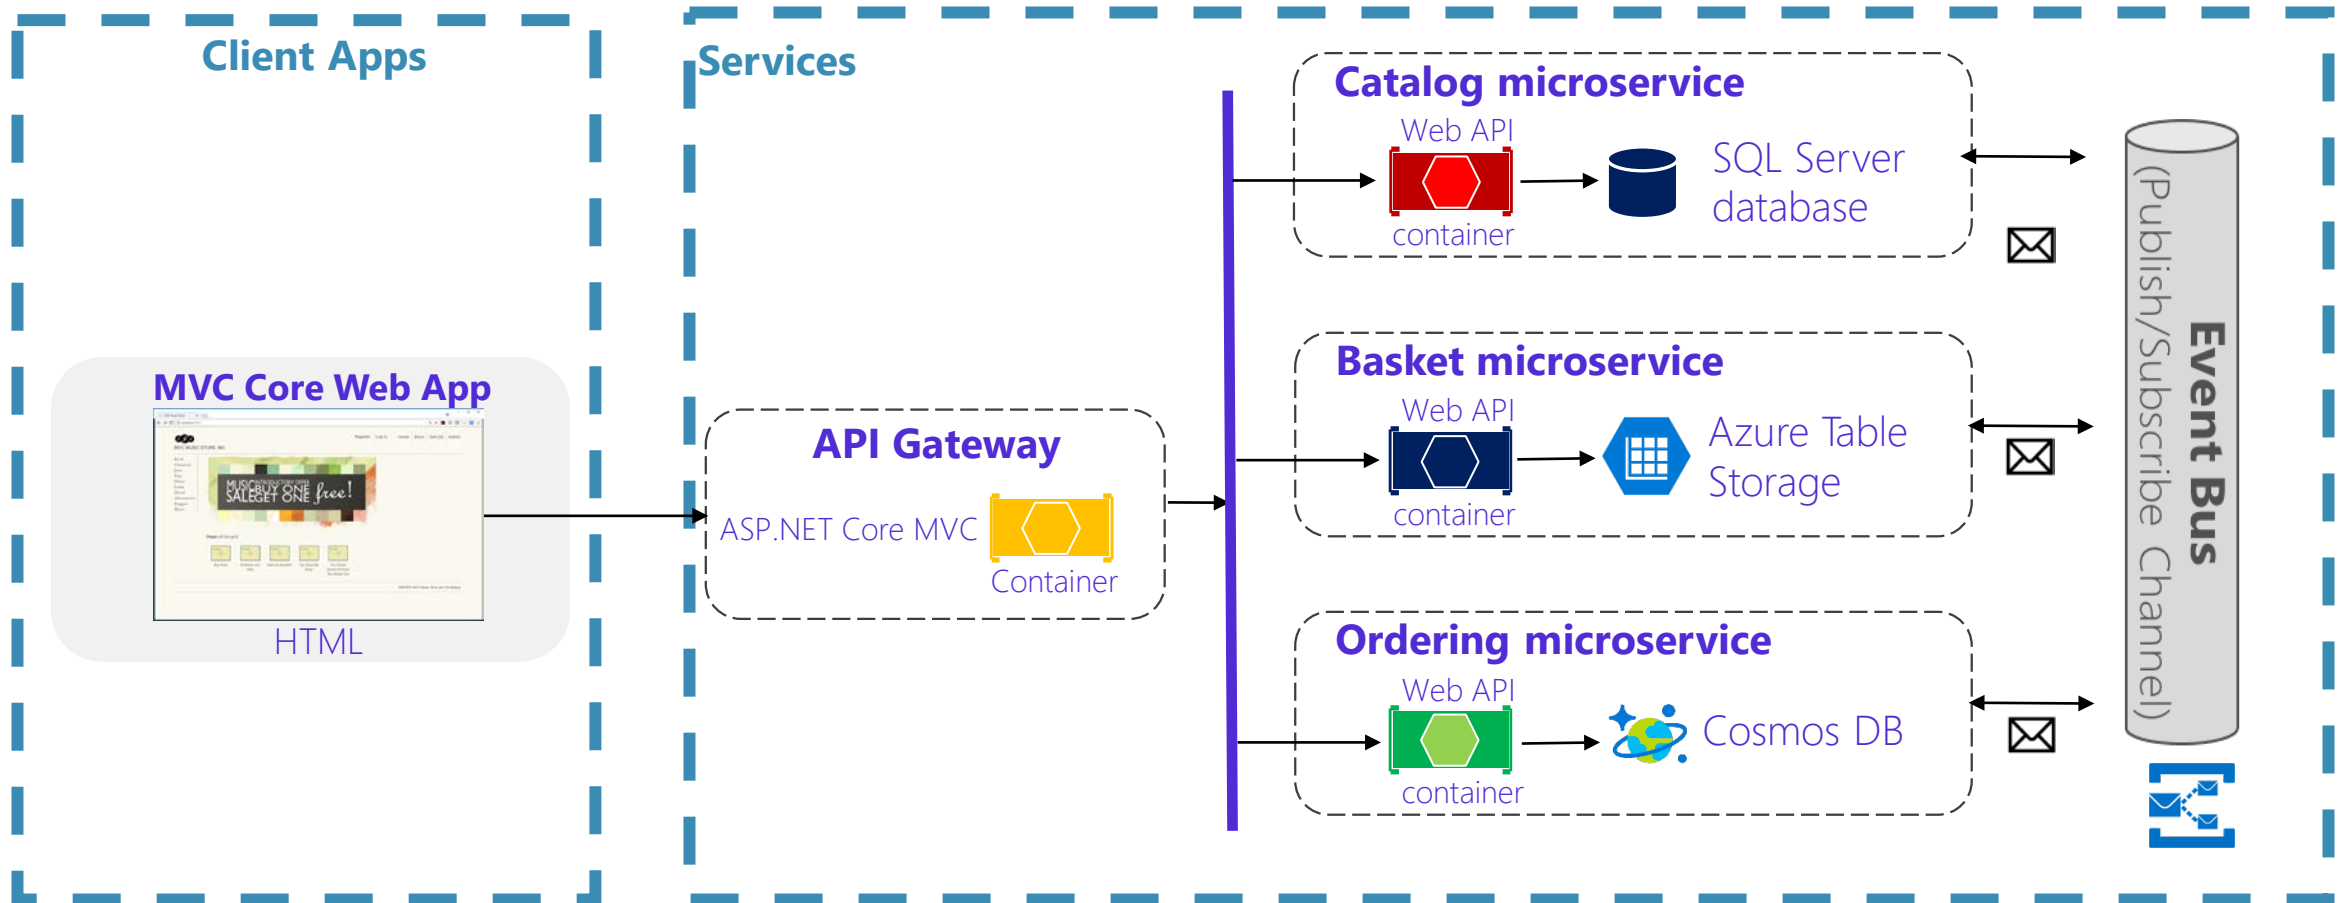 Client Apps
MVC Core Web App
MUSIC INTRODUCTORY OFFER
SALE
BUY ONE
GET ONE
free!
HTML
Services
API Gateway
ASP.NET Core MVC
Container
Catalog microservice
Web API
container
SQL Server
database
Basket microservice
Web API
container
Azure Table
Storage
Ordering microservice
Web API
container
Cosmos DB
Event Bus
(Publish/Subscribe Channel)